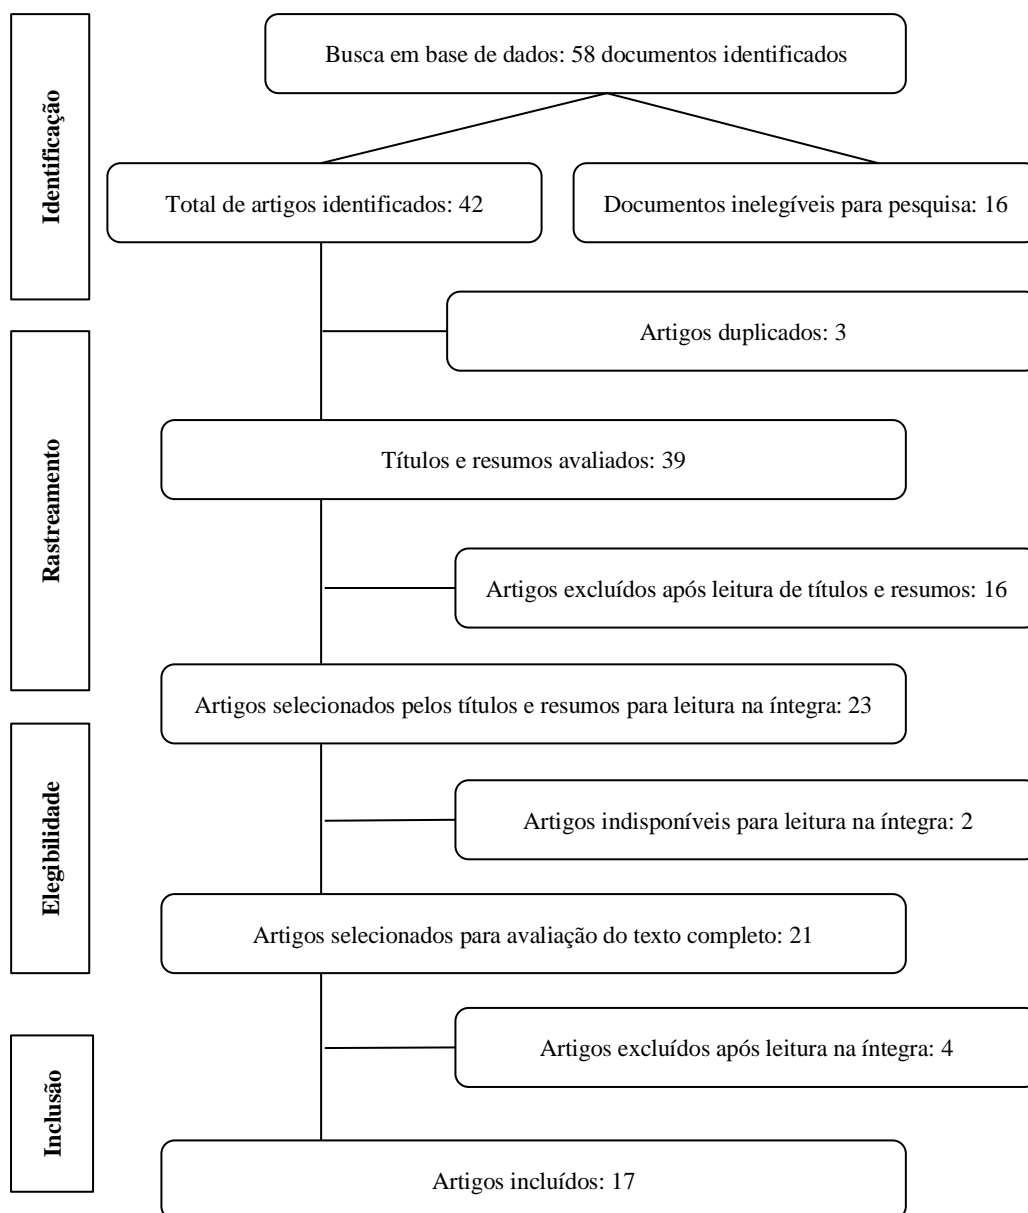 Identificação
Busca em base de dados: 58 documentos identificados
Total de artigos identificados: 42
Documentos inelegíveis para pesquisa: 16
Artigos duplicados: 3
Rastreamento
Títulos e resumos avaliados: 39
Artigos excluídos após leitura de títulos e resumos: 16
Artigos selecionados pelos títulos e resumos para leitura na íntegra: 23
Elegibilidade
Artigos indisponíveis para leitura na íntegra: 2
Artigos selecionados para avaliação do texto completo: 21
Inclusão
Artigos excluídos após leitura na íntegra: 4
Artigos incluídos: 17